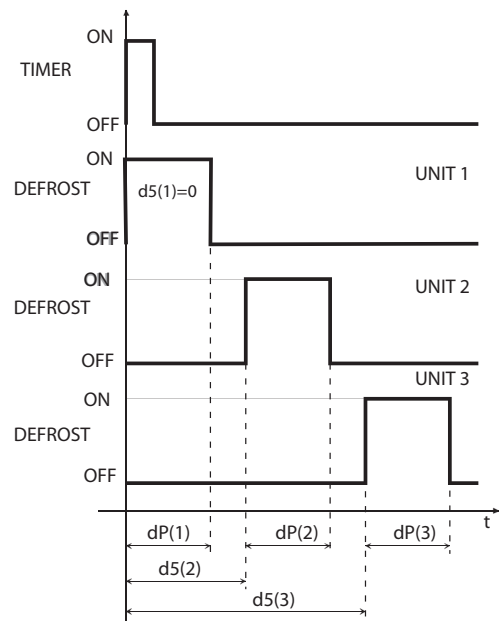 ON
TIMER
OFF
ON
UNIT 1
DEFROST
d5(1)=0
OFF
ON
UNIT 2
DEFROST
OFF
UNIT 3
ON
DEFROST
OFF
t
dP(1)
dP(2)
dP(3)
d5(2)
d5(3)